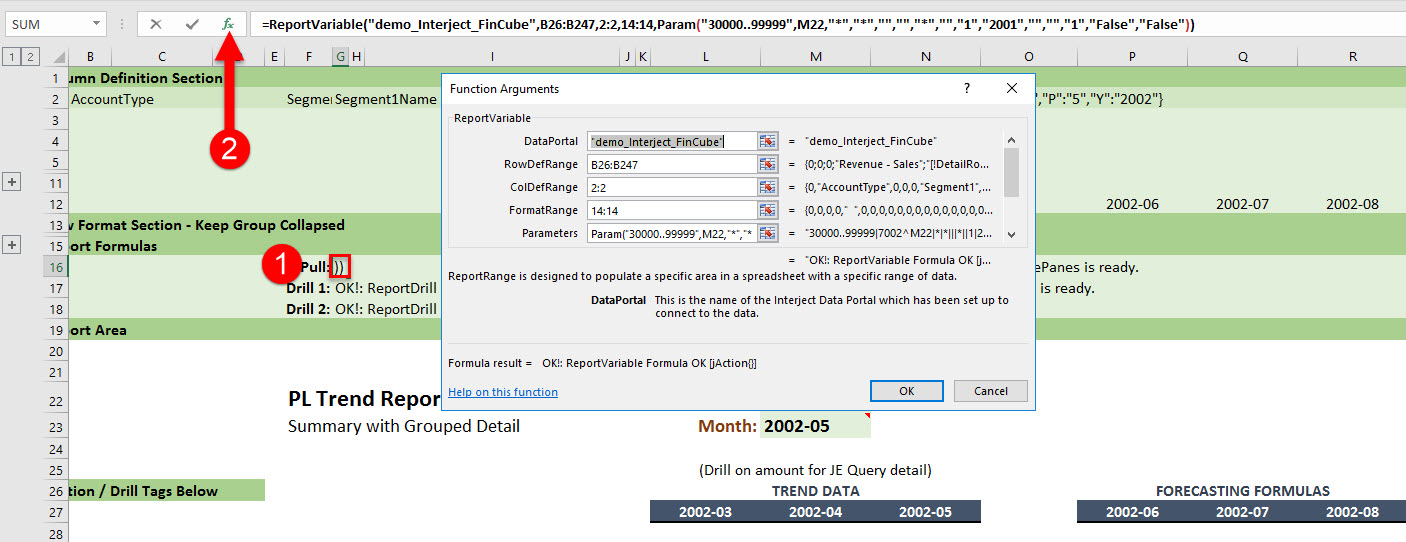 SUM
=ReportVariable("demo_Interject_FinCube",B26:B247,2:2,14:14,Param("30000..99999",M22,"*","*","","","*","","1","2001","","","1","False","False"))
2
1 2
B C E F G H I J K L M N O P Q R
1 umn Definition Section
2 AccountType Segme Segment1Name ,"P":"5","Y":"2002"}
3
4
5
11
12 2002-06 2002-07 2002-08
13 v Format Section - Keep Group Collapsed
15 ort Formulas
16 Pull: )) ePanes is ready.
1
17 Drill 1: OK!: ReportDrill is ready.
18 Drill 2: OK!: ReportDrill
19 ort Area
20
21
22 PL Trend Repor
23 Summary with Grouped Detail Month: 2002-05
24
25 (Drill on amount for JE Query detail)
26 tion / Drill Tags Below TREND DATA FORECASTING FORMULAS
27 2002-03 2002-04 2002-05 2002-06 2002-07 2002-08
28
Function Arguments ?
ReportVariable
DataPortal "demo_Interject_FinCube" = "demo_Interject_FinCube"
RowDefRange B26:B247 = {0;0;0;"Revenue - Sales";"[!DetailRo...
ColDefRange 2:2 = {0,"AccountType",0,0,0,"Segment1",...
FormatRange 14:14 = {0,0,0,0," ",0,0,0,0,0,0,0,0,0,0,0,0,0...
Parameters Param("30000..99999",M22,"*","* = "30000..99999|7002^M22|*|*|||*||1|2...
= "OK!: ReportVariable Formula OK [j...
ReportRange is designed to populate a specific area in a spreadsheet with a specific range of data.
DataPortal This is the name of the Interject Data Portal which has been set up to
connect to the data.
Formula result = OK!: ReportVariable Formula OK [jAction{}]
Help on this function
OK Cancel